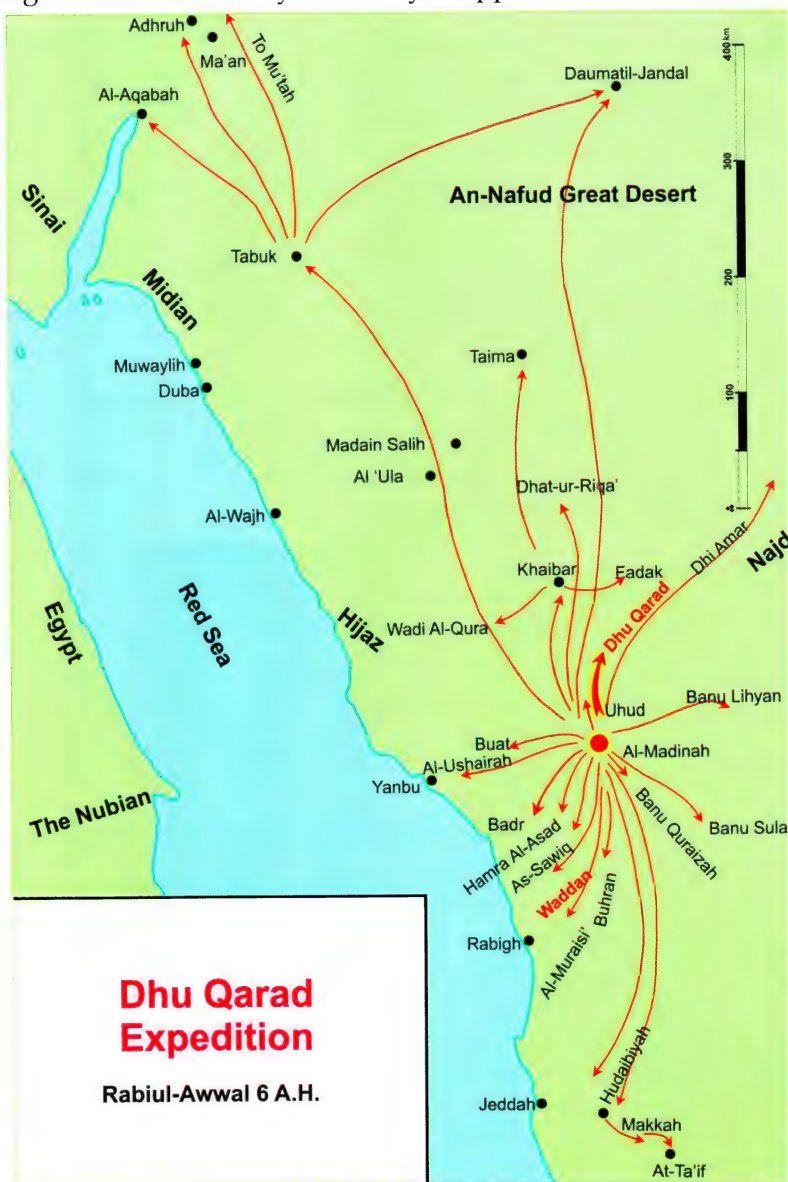 Adhruh
Ma'an
To Mu'tah
Al-Aqabah
Daumatil-Jandal
400 km
Sinai
An-Nafud Great Desert
300
Tabuk
Midian
200
Muwaylih
Duba
Taima
100
Madain Salih
Al 'Ula
Dhat-ur-Riqa'
Al-Wajh
Dhi Amar
Najd
Khaibar
Fadak
Red Sea
Egypt
Hijaz
Wadi Al-Qura
Dhu Qarad
Banu Lihyan
Uhud
Buat
Al-Madinah
Al-Ushairah
Yanbu
The Nubian
Badr
Banu Quraizah
Banu Sula
Hamra Al-Asad
As-Sawiq
Waddan
Buhran
Rabigh
Al-Muraisi'
Dhu Qarad
Expedition
Rabiul-Awwal 6 A.H.
Hudaibiyah
Jeddah
Makkah
At-Ta'if